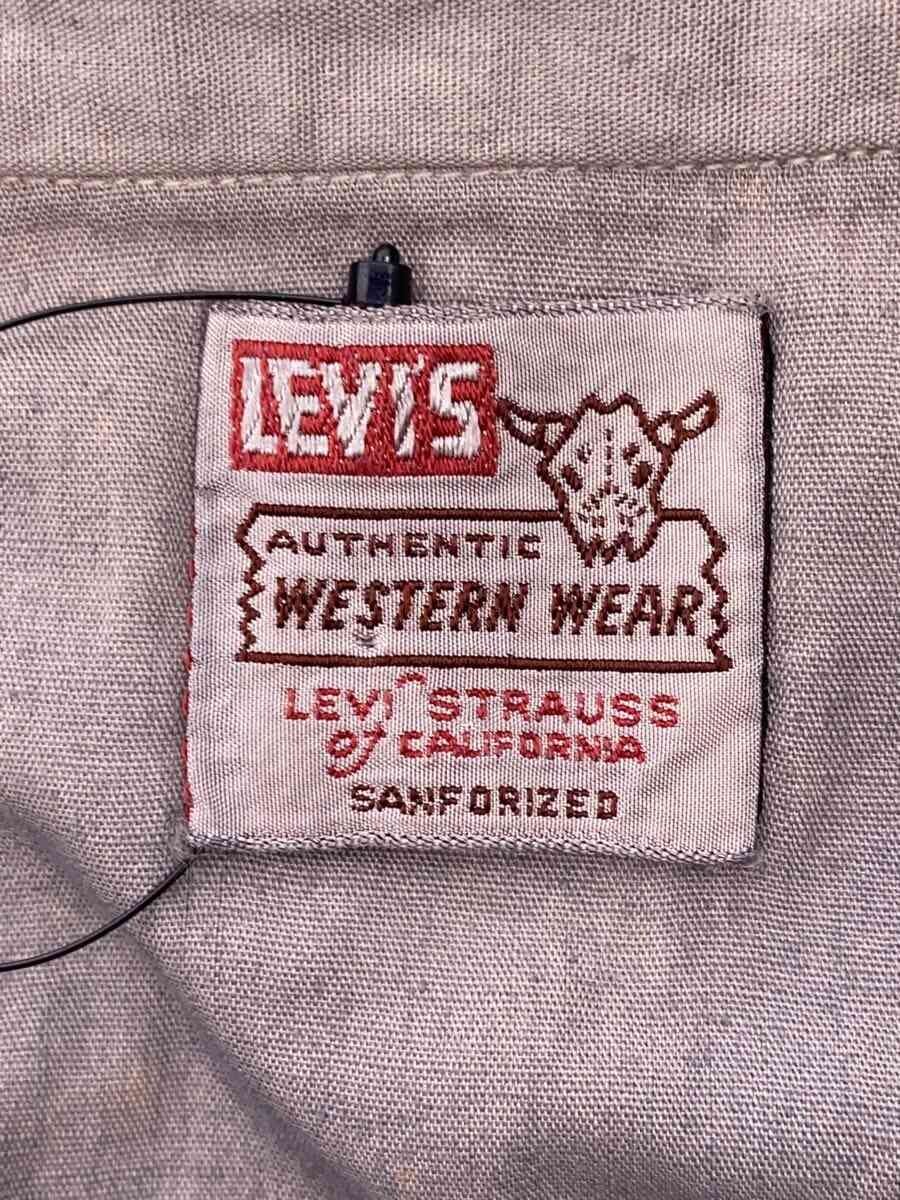 LEVI'S
AUTHENTIC
WESTERN WEAR
LEVI STRAUSS
of CALIFORNIA
SANFORIZED